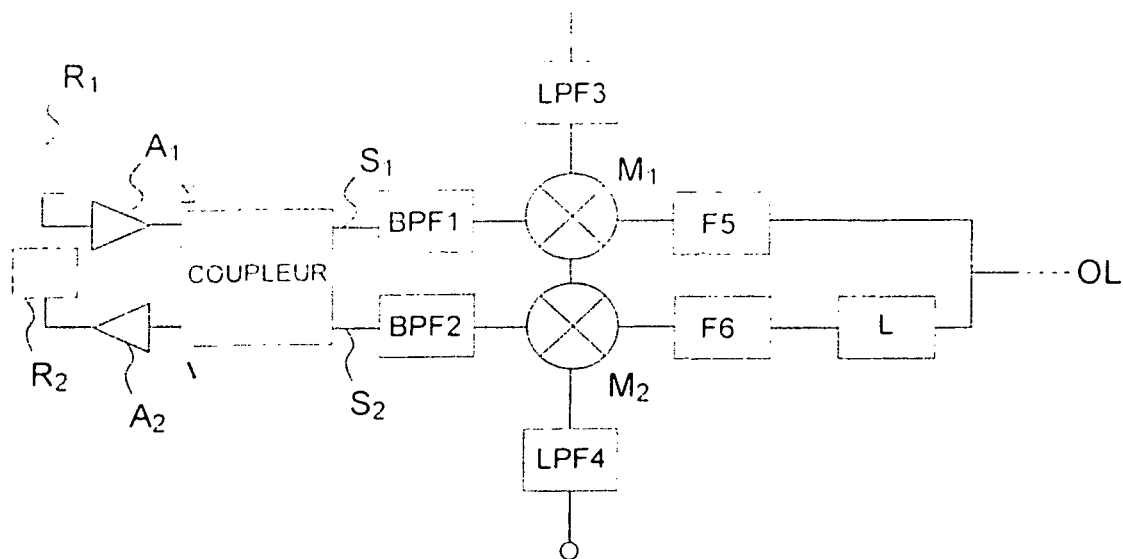 R1
LPF3
A1
S1
M1
BPF1
F5
COUPLEUR
OL
BPF2
F6
L
R2
A2
S2
M2
LPF4